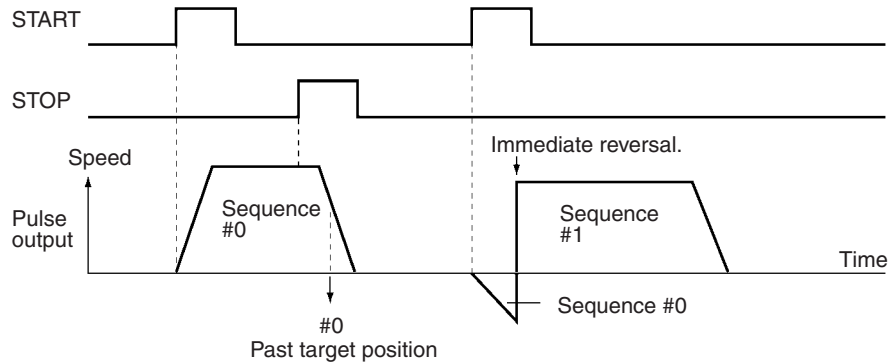 START
STOP
Immediate reversal.
Speed
Pulse
output
Sequence
#0
Sequence
#1
Time
Sequence #0
#0
Past target position